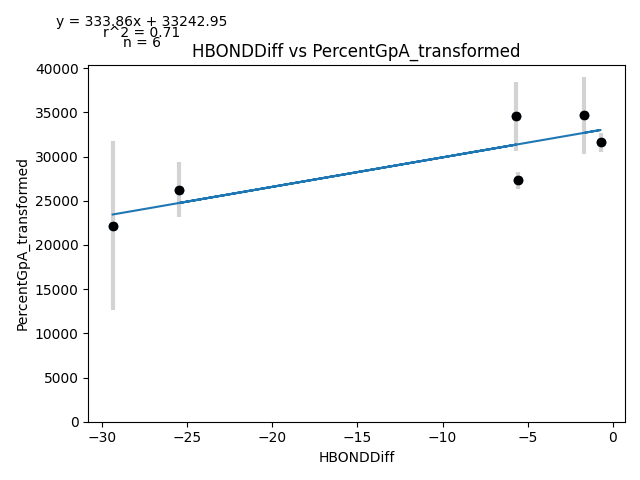 y = 333.86x + 33242.95
r^2 = 0.71
n = 6
HBONDDiff vs PercentGpA_transformed
40000
35000
30000
25000
20000
15000
10000
5000
0
PercentGpA_transformed
−30 −25 −20 −15 −10 −5 0
HBONDDiff